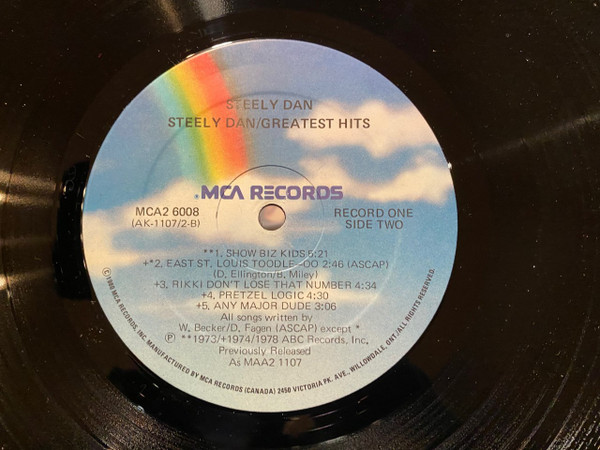 STEELY DAN
STEELY DAN/GREATEST HITS
MCA RECORDS
MCA2 6008
(AK-1107/2-B)
RECORD ONE
SIDE TWO
**1. SHOW BIZ KIDS 5:21
+*2. EAST ST. LOUIS TOODLE-OO 2:46 (ASCAP)
(D. Ellington/B. Miley)
+3. RIKKI DON'T LOSE THAT NUMBER 4:34
+4. PRETZEL LOGIC 4:30
+5. ANY MAJOR DUDE 3:06
All songs written by
W. Becker/D. Fagen (ASCAP) except *
Ⓟ **1973/+1974/1978 ABC Records, Inc.
Previously Released
As MAA2 1107
©1980 MCA RECORDS, INC. MANUFACTURED BY MCA RECORDS (CANADA) 2450 VICTORIA PK. AVE., WILLOWDALE, ONT./ALL RIGHTS RESERVED